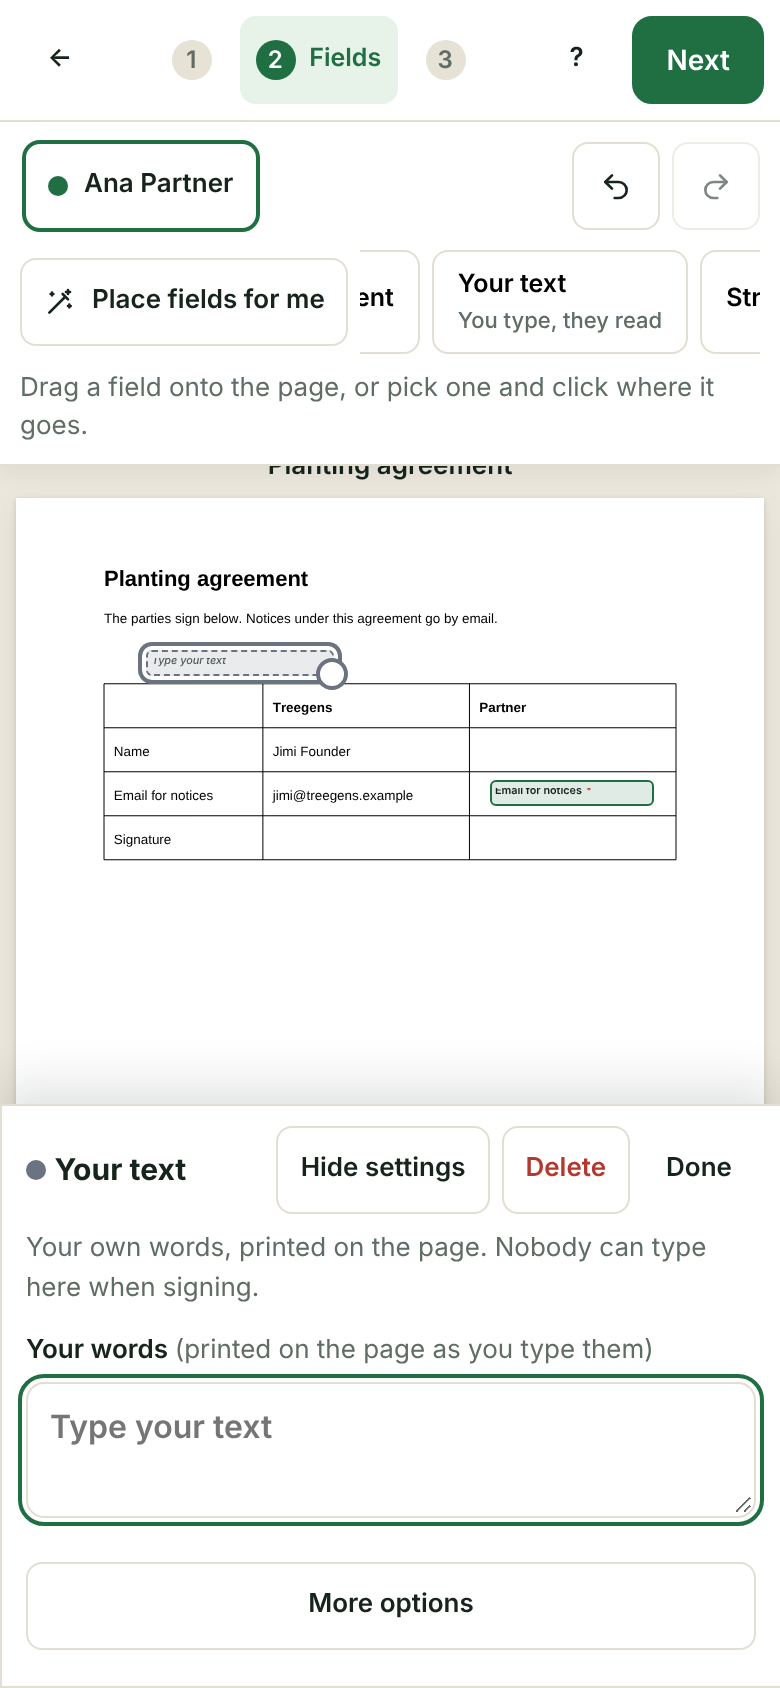 1
2 Fields
3
?
Next
Ana Partner
Place fields for me
ent
Your text
You type, they read
Str
Drag a field onto the page, or pick one and click where it
goes.
Planting agreement
Planting agreement
The parties sign below. Notices under this agreement go by email.
Type your text
Treegens
Partner
Name
Jimi Founder
Email for notices
jimi@treegens.example
Email for notices *
Signature
Your text
Hide settings
Delete
Done
Your own words, printed on the page. Nobody can type
here when signing.
Your words (printed on the page as you type them)
Type your text
More options